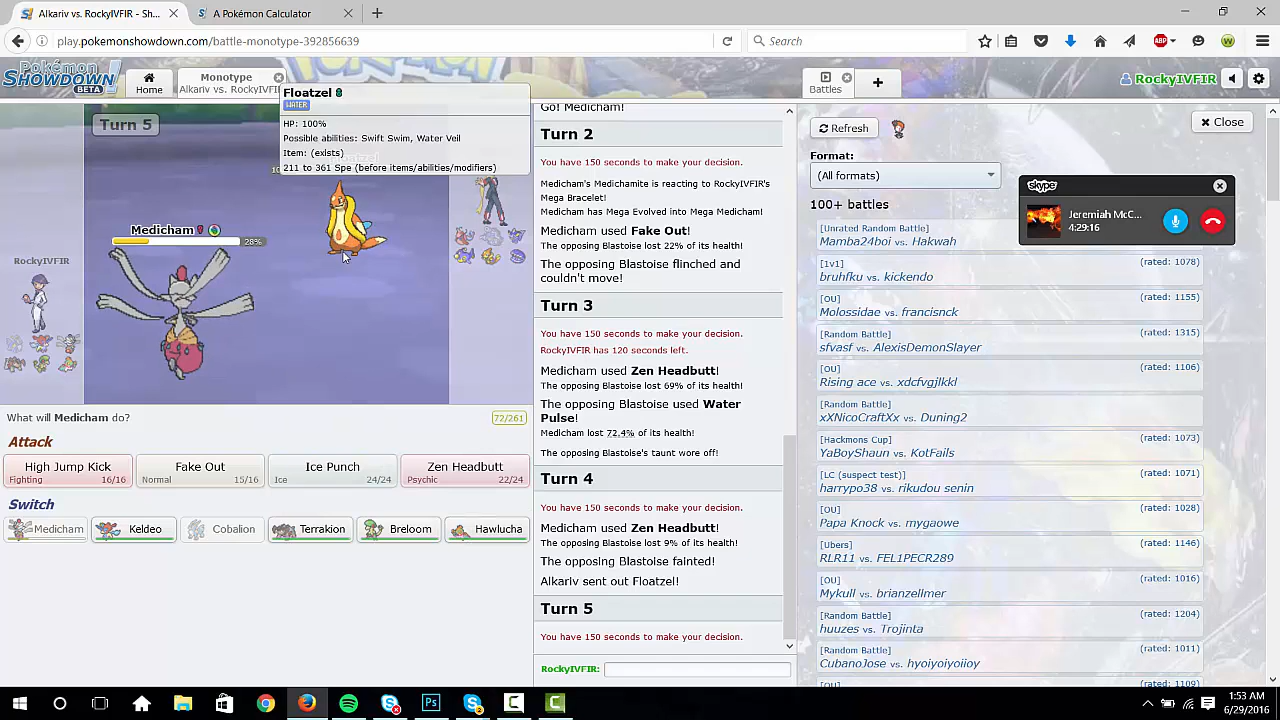 Alkariv vs. RockyIVFIR - Sh...
A Pokémon Calculator
play.pokemonshowdown.com/battle-monotype-392856639
Search
ABP
Pokémon
SHOWDOWN
BETA
Home
Monotype
Alkariv vs. RockyIVFIR
Battles
RockyIVFIR
Turn 5
Floatzel
WATER
HP: 100%
Possible abilities: Swift Swim, Water Veil
Item: (exists)
211 to 361 Spe (before items/abilities/modifiers)
Medicham
28%
RockyIVFIR
What will Medicham do?
72/261
Attack
High Jump Kick
Fighting 16/16
Fake Out
Normal 15/16
Ice Punch
Ice 24/24
Zen Headbutt
Psychic 22/24
Switch
Medicham
Keldeo
Cobalion
Terrakion
Breloom
Hawlucha
Go! Medicham!
Turn 2
You have 150 seconds to make your decision.
Medicham's Medichamite is reacting to RockyIVFIR's
Mega Bracelet!
Medicham has Mega Evolved into Mega Medicham!
Medicham used Fake Out!
The opposing Blastoise lost 22% of its health!
The opposing Blastoise flinched and
couldn't move!
Turn 3
You have 150 seconds to make your decision.
RockyIVFIR has 120 seconds left.
Medicham used Zen Headbutt!
The opposing Blastoise lost 69% of its health!
The opposing Blastoise used Water
Pulse!
Medicham lost 72.4% of its health!
The opposing Blastoise's taunt wore off!
Turn 4
You have 150 seconds to make your decision.
Medicham used Zen Headbutt!
The opposing Blastoise lost 9% of its health!
The opposing Blastoise fainted!
Alkariv sent out Floatzel!
Turn 5
You have 150 seconds to make your decision.
RockyIVFIR:
Refresh
Close
Format:
(All formats)
100+ battles
skype
Jeremiah McC...
4:29:16
[Unrated Random Battle]
Mamba24boi vs. Hakwah
[1v1] (rated: 1078)
bruhfku vs. kickendo
[OU] (rated: 1155)
Molossidae vs. francisnck
[Random Battle] (rated: 1315)
sfvasf vs. AlexisDemonSlayer
[OU] (rated: 1106)
Rising ace vs. xdcfvgjlkkl
[Random Battle]
xXNicoCraftXx vs. Duning2
[Hackmons Cup] (rated: 1073)
YaBoyShaun vs. KotFails
[LC (suspect test)] (rated: 1071)
harrypo38 vs. rikudou senin
[OU] (rated: 1028)
Papa Knock vs. mygaowe
[Ubers] (rated: 1146)
RLR11 vs. FEL1PECR289
[OU] (rated: 1016)
Mykull vs. brianzellmer
[Random Battle] (rated: 1204)
huuzes vs. Trojinta
[Random Battle] (rated: 1011)
CubanoJose vs. hyoiyoiyoiioy
[OU] (rated: 1109)
1:53 AM
6/29/2016